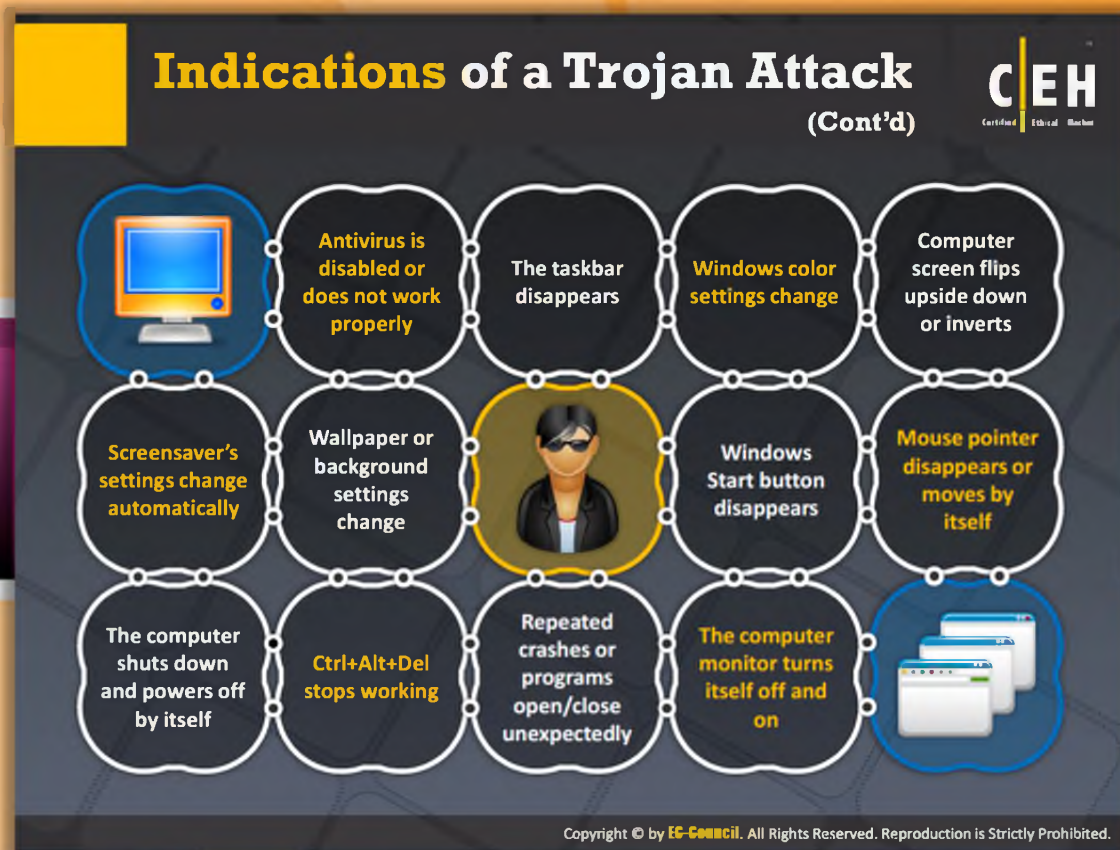 Indications of a Trojan Attack
(Cont'd)
C|EH
Certified Ethical Hacker
Antivirus is
disabled or
does not work
properly
The taskbar
disappears
Windows color
settings change
Computer
screen flips
upside down
or inverts
Screensaver's
settings change
automatically
Wallpaper or
background
settings
change
Windows
Start button
disappears
Mouse pointer
disappears or
moves by
itself
The computer
shuts down
and powers off
by itself
Ctrl+Alt+Del
stops working
Repeated
crashes or
programs
open/close
unexpectedly
The computer
monitor turns
itself off and
on
Copyright © by EC-Council. All Rights Reserved. Reproduction is Strictly Prohibited.